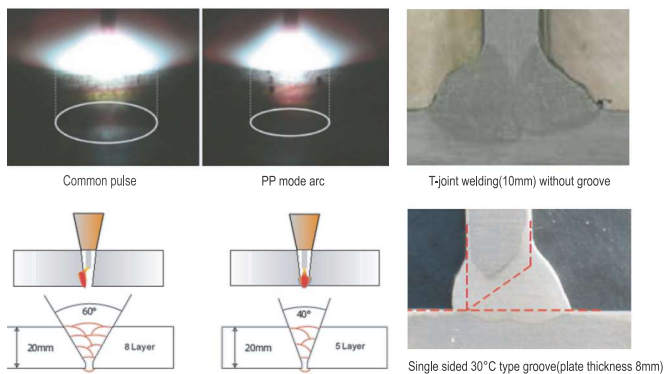 Common pulse
PP mode arc
T-joint welding(10mm) without groove
60°
20mm
8 Layer
40°
20mm
5 Layer
Single sided 30°C type groove(plate thickness 8mm)